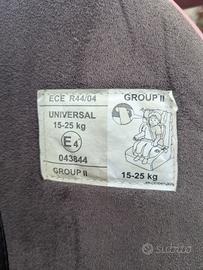 ECE R44/04
GROUP II
UNIVERSAL
15-25 kg
E4
043844
GROUP II
15-25 kg
subito